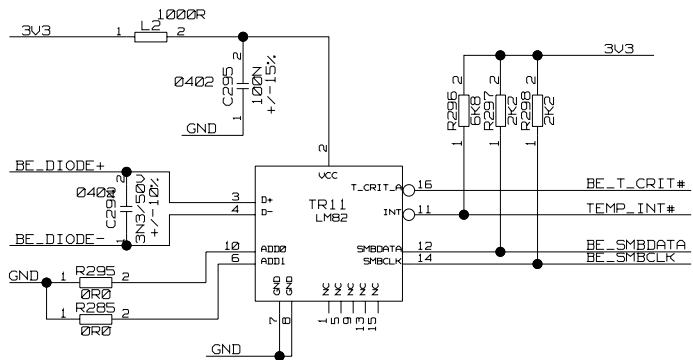 1000R
3V3 1 L2 2
3V3
0402
C295
100N
+/-15%
2
1
GND
R296
6K8
R297
2K2
R298
2K2
2 2 2
1 1 1
2
VCC
BE_DIODE+
BE_DIODE-
2
1
3N3/50V
+/-10%
3 D+
4 D-
TR11
LM82
T_CRIT_A 16 BE_T_CRIT#
INT 11 TEMP_INT#
10 ADD0
6 ADD1
SMBDATA 12 BE_SMBDATA
SMBCLK 14 BE_SMBCLK
GND 1 R295 2
0R0
1 R285 2
0R0
GND GND NC NC NC NC NC
7 8 1 5 9 13 15
GND